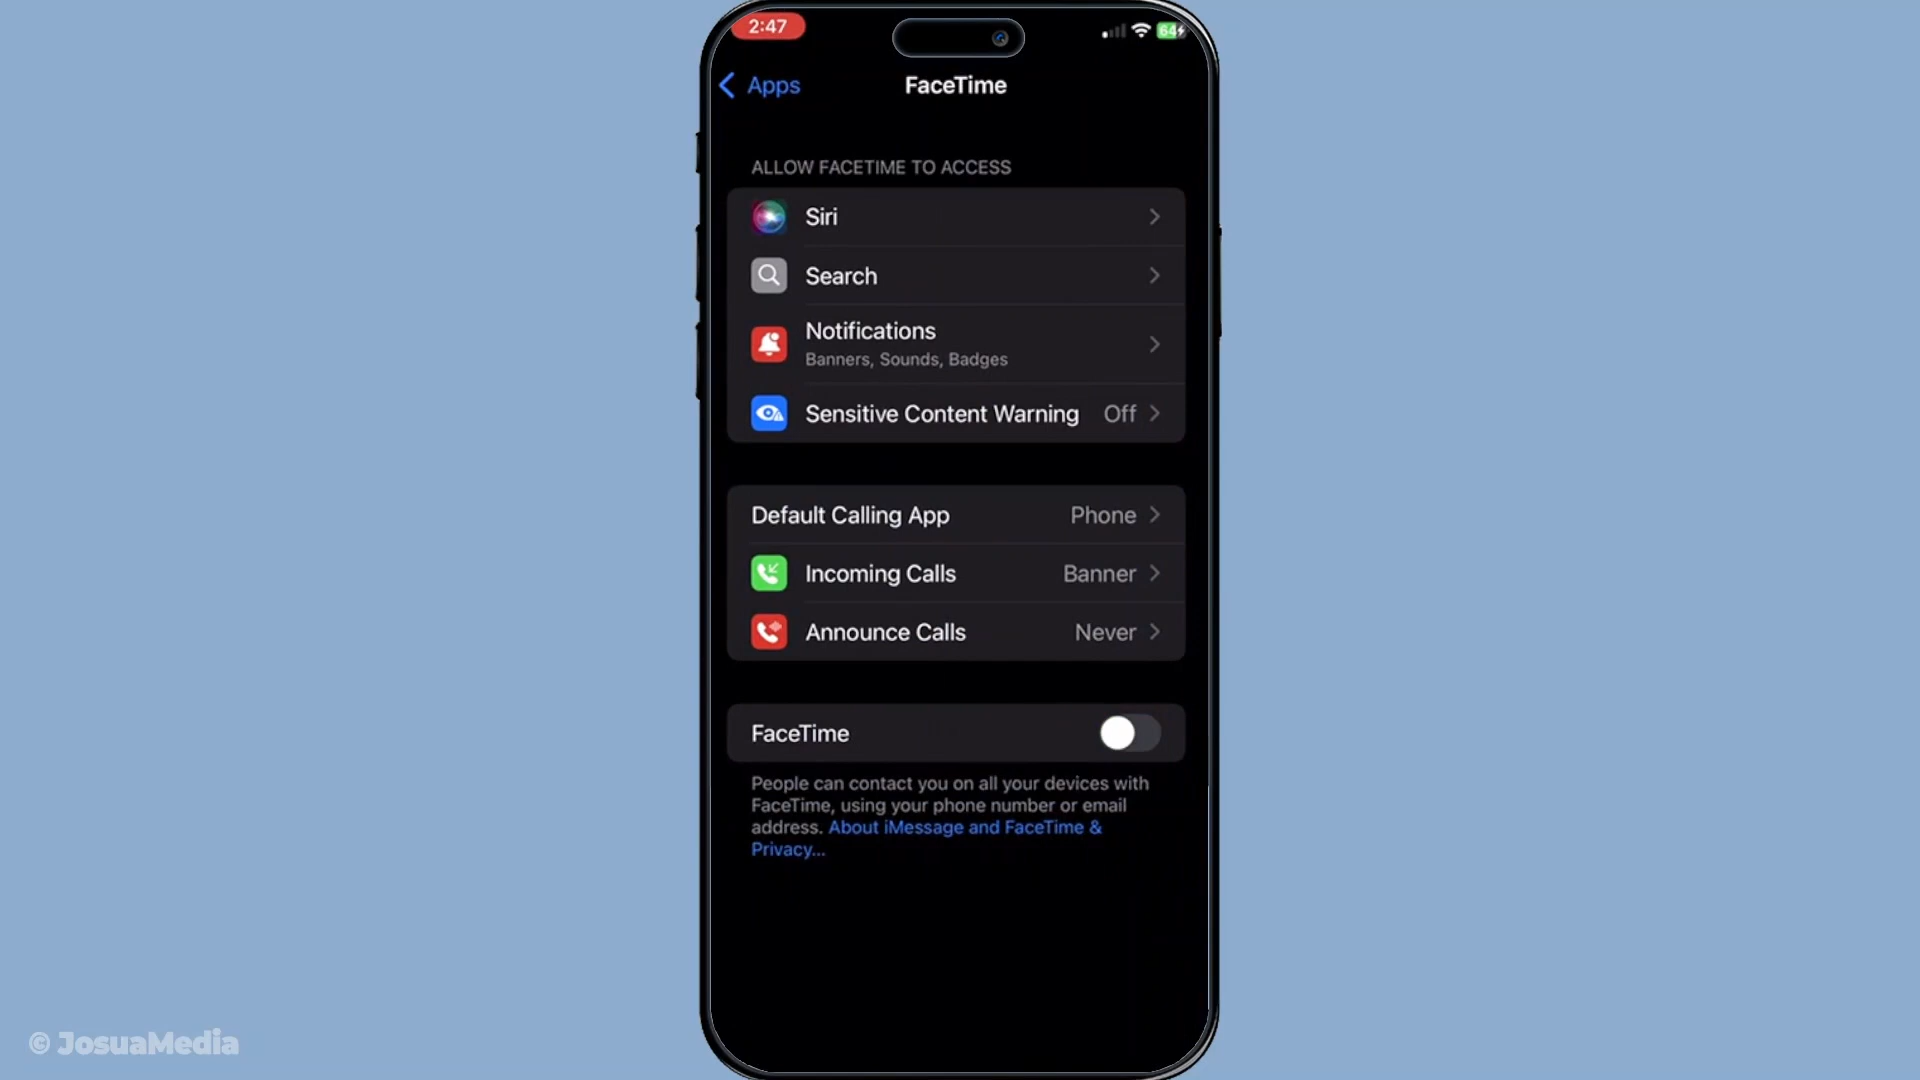 2:47
64
Apps
FaceTime
ALLOW FACETIME TO ACCESS
Siri
Search
Notifications
Banners, Sounds, Badges
Sensitive Content Warning Off
Default Calling App Phone
Incoming Calls Banner
Announce Calls Never
FaceTime
People can contact you on all your devices with
FaceTime, using your phone number or email
address. About iMessage and FaceTime &
Privacy...
© JosuaMedia